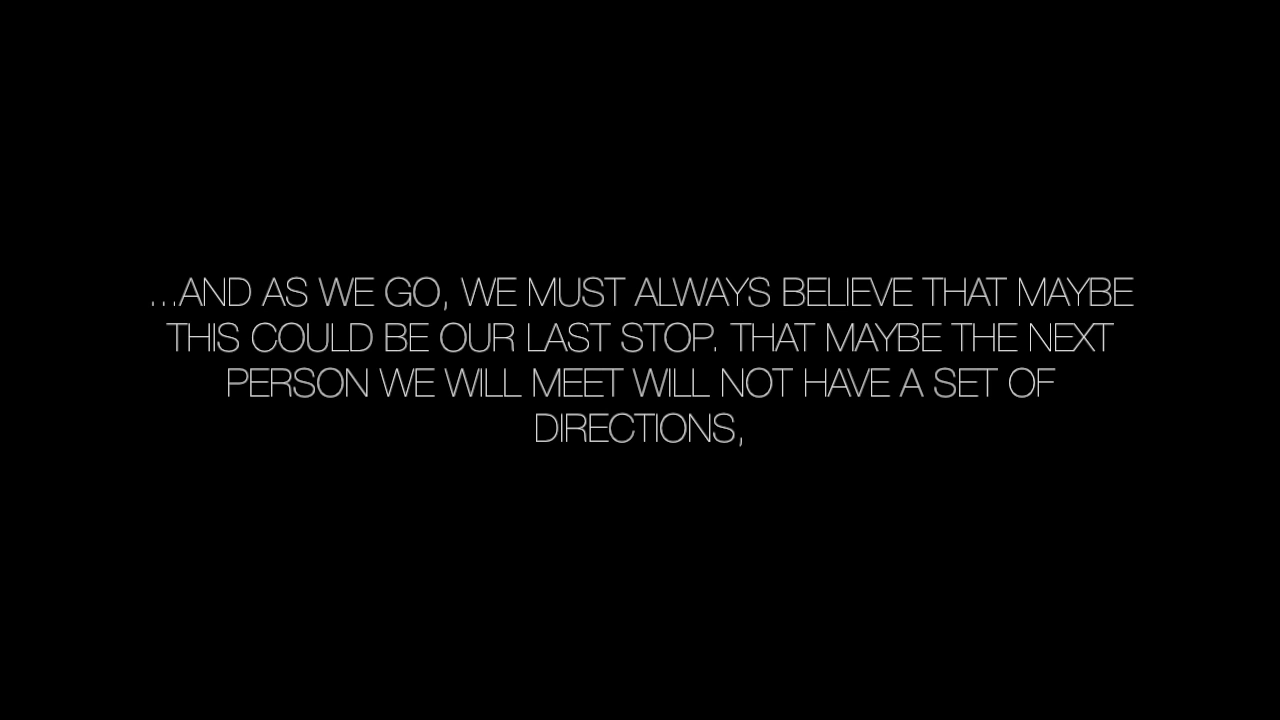 ...AND AS WE GO, WE MUST ALWAYS BELIEVE THAT MAYBE
THIS COULD BE OUR LAST STOP. THAT MAYBE THE NEXT
PERSON WE WILL MEET WILL NOT HAVE A SET OF
DIRECTIONS,